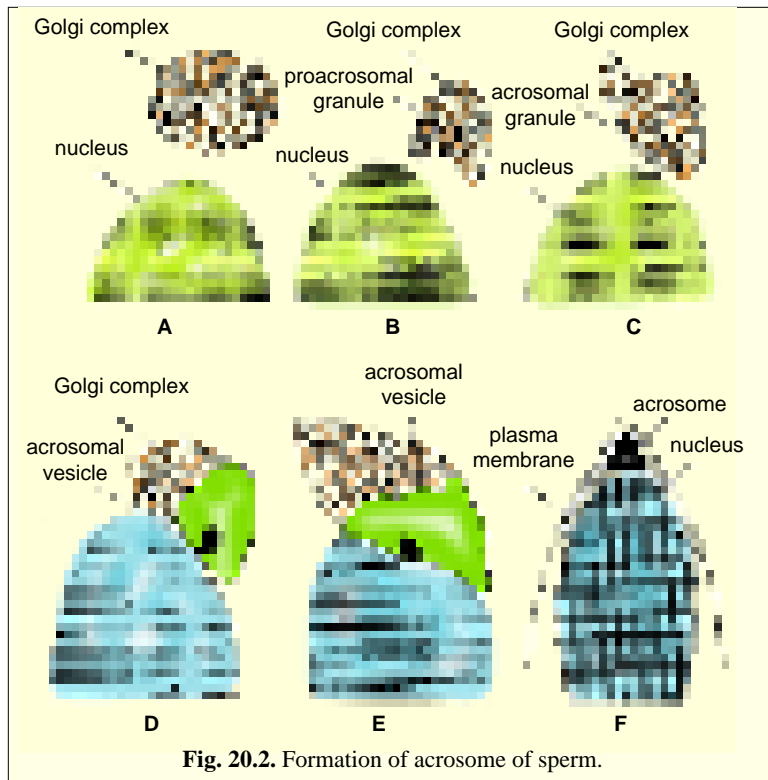 Golgi complex
Golgi complex
Golgi complex
proacrosomal
granule
acrosomal
granule
nucleus
nucleus
nucleus
A
B
C
Golgi complex
acrosomal
vesicle
acrosomal
vesicle
plasma
membrane
acrosome
nucleus
D
E
F
Fig. 20.2. Formation of acrosome of sperm.